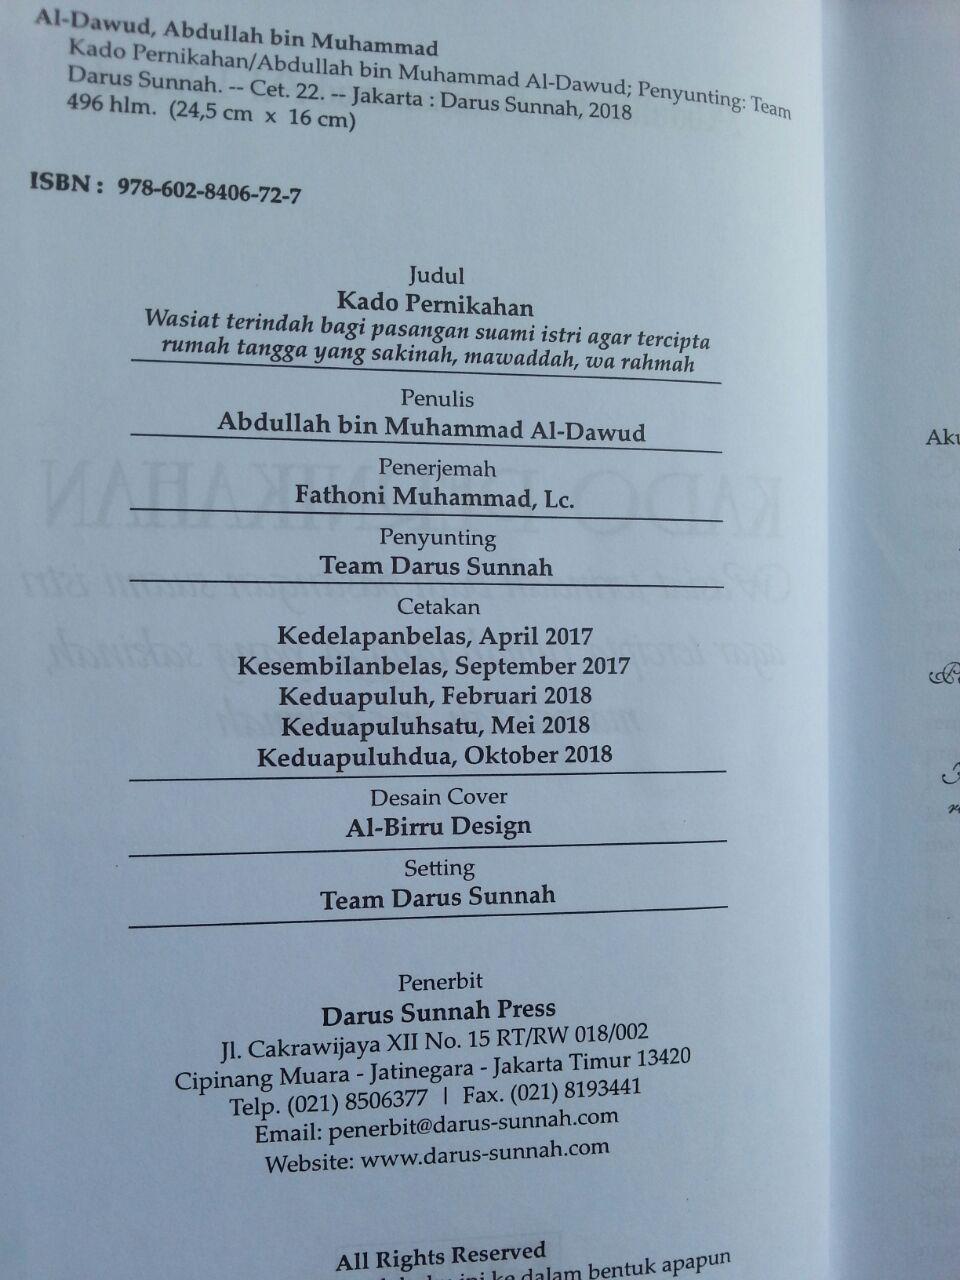 Al-Dawud, Abdullah bin Muhammad
Kado Pernikahan/Abdullah bin Muhammad Al-Dawud; Penyunting: Team
Darus Sunnah. -- Cet. 22. -- Jakarta : Darus Sunnah, 2018
496 hlm. (24,5 cm x 16 cm)
ISBN : 978-602-8406-72-7
Judul
Kado Pernikahan
Wasiat terindah bagi pasangan suami istri agar tercipta
rumah tangga yang sakinah, mawaddah, wa rahmah
Penulis
Abdullah bin Muhammad Al-Dawud
Penerjemah
Fathoni Muhammad, Lc.
Penyunting
Team Darus Sunnah
Cetakan
Kedelapanbelas, April 2017
Kesembilanbelas, September 2017
Keduapuluh, Februari 2018
Keduapuluhsatu, Mei 2018
Keduapuluhdua, Oktober 2018
Desain Cover
Al-Birru Design
Setting
Team Darus Sunnah
Penerbit
Darus Sunnah Press
Jl. Cakrawijaya XII No. 15 RT/RW 018/002
Cipinang Muara - Jatinegara - Jakarta Timur 13420
Telp. (021) 8506377 | Fax. (021) 8193441
Email: penerbit@darus-sunnah.com
Website: www.darus-sunnah.com
All Rights Reserved
ini ke dalam bentuk apapun